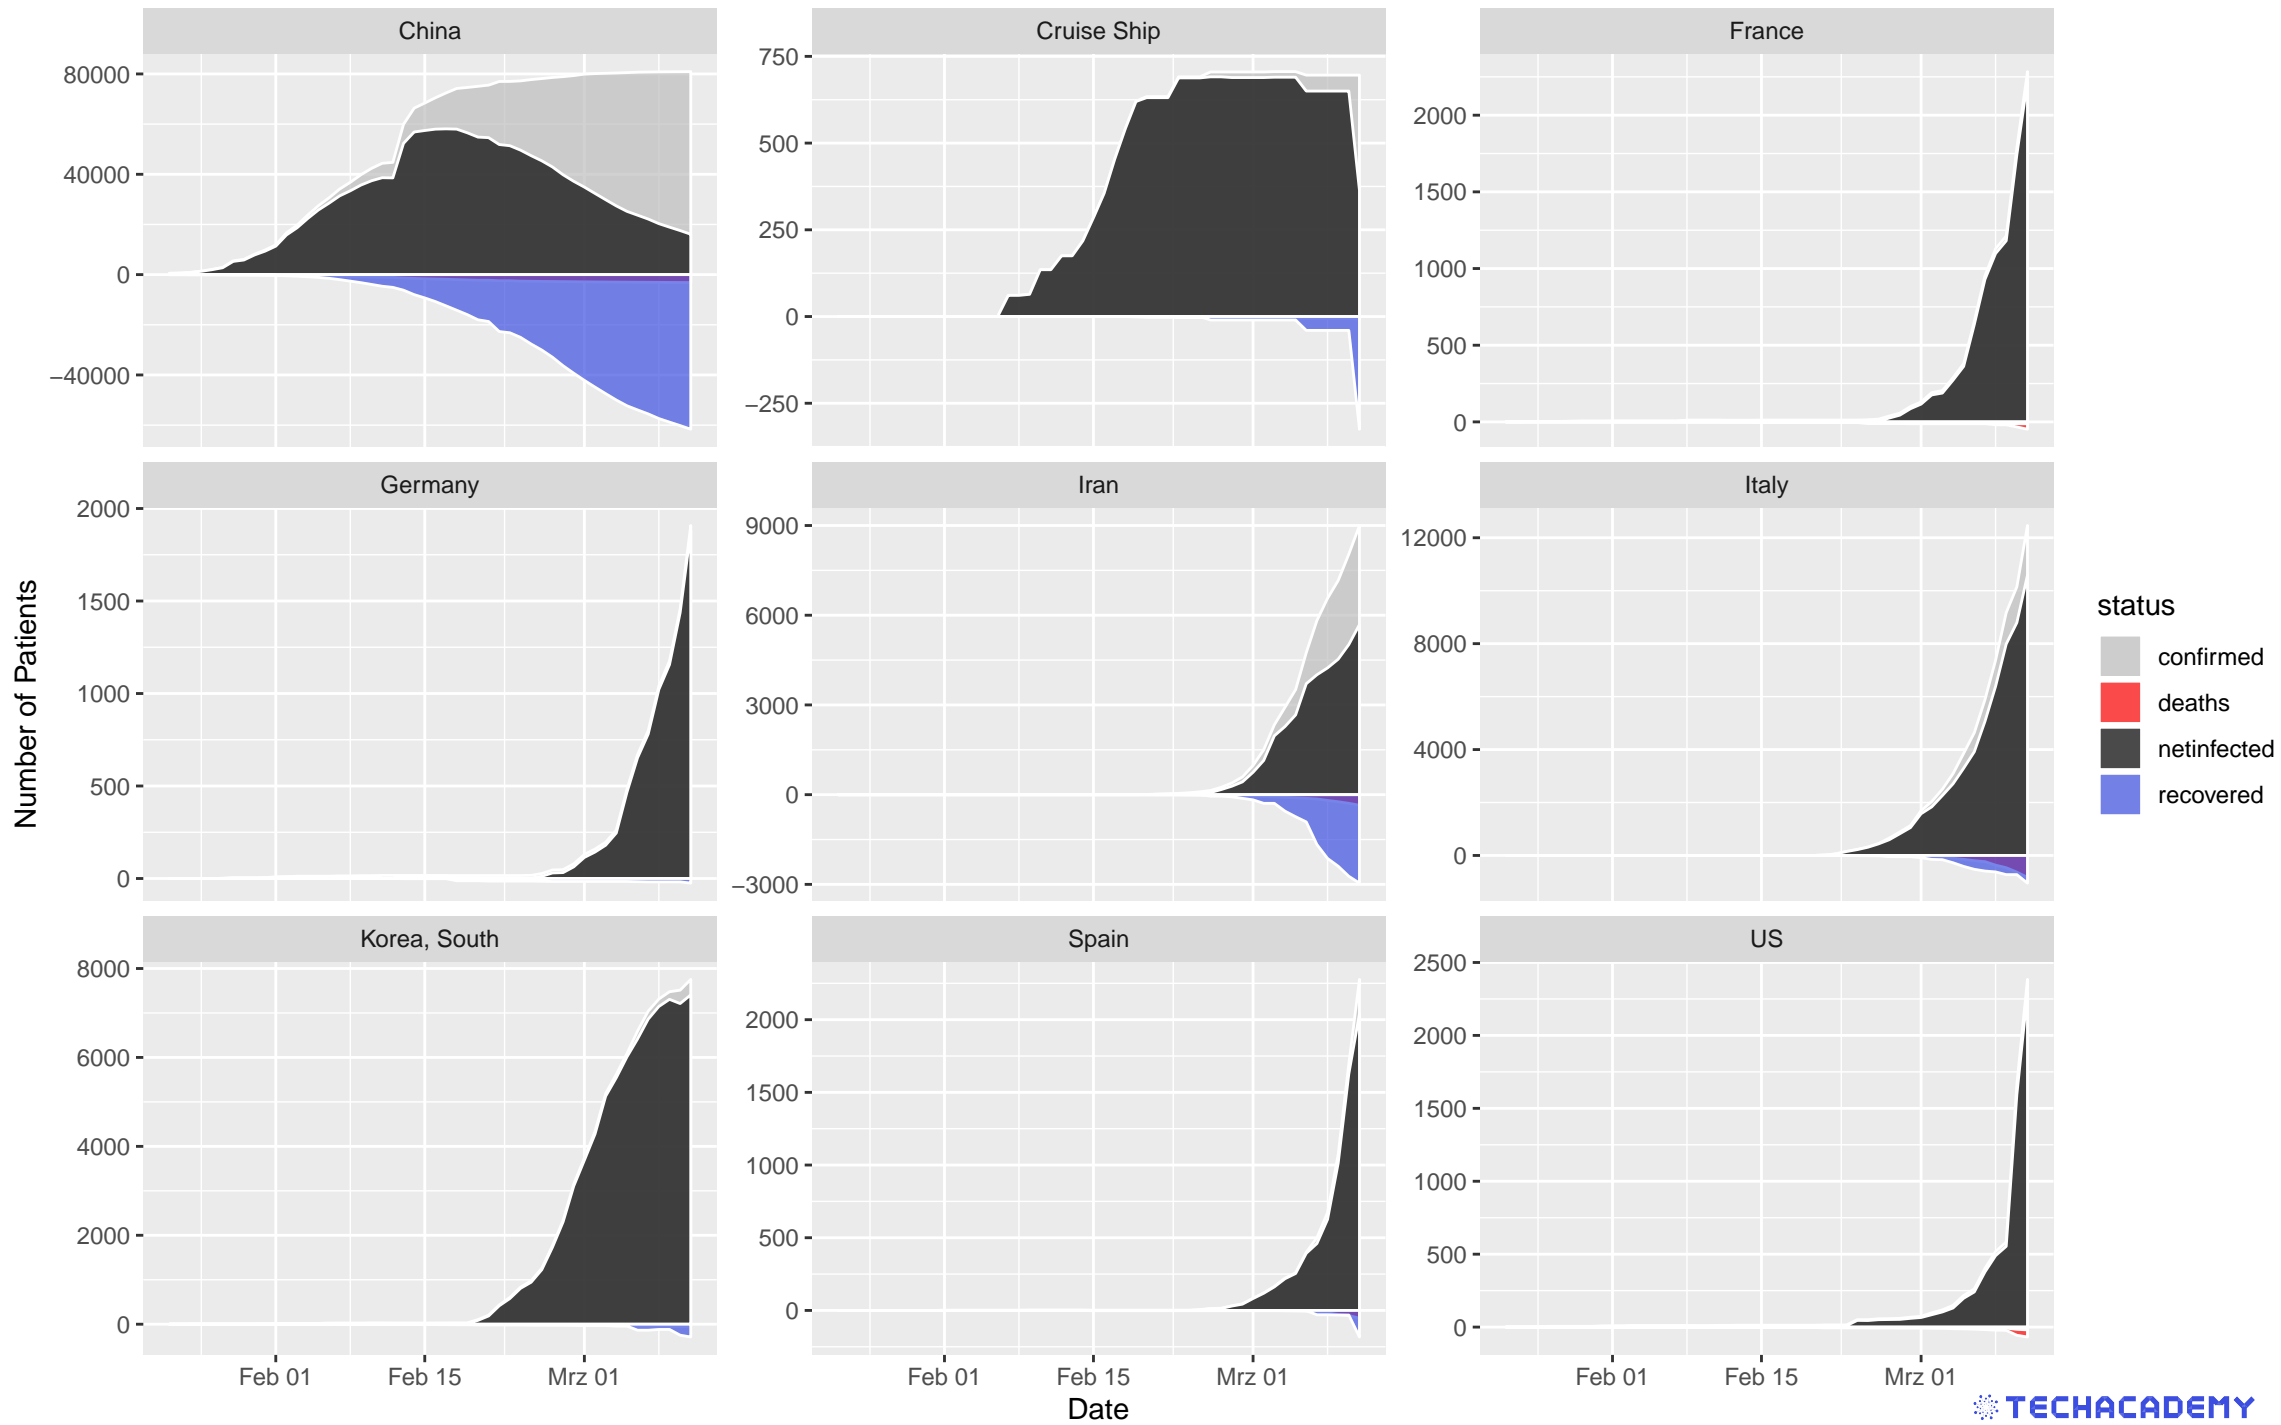 China
Cruise Ship
France
80000
40000
0
−40000
750
500
250
0
−250
2000
1500
1000
500
0
Germany
Iran
Italy
2000
1500
1000
500
0
9000
6000
3000
0
−3000
12000
8000
4000
0
Korea, South
Spain
US
8000
6000
4000
2000
0
2000
1500
1000
500
0
2500
2000
1500
1000
500
0
Feb 01
Feb 15
Mrz 01
Feb 01
Feb 15
Mrz 01
Feb 01
Feb 15
Mrz 01
Date
Number of Patients
status
confirmed
deaths
netinfected
recovered
TECHACADEMY